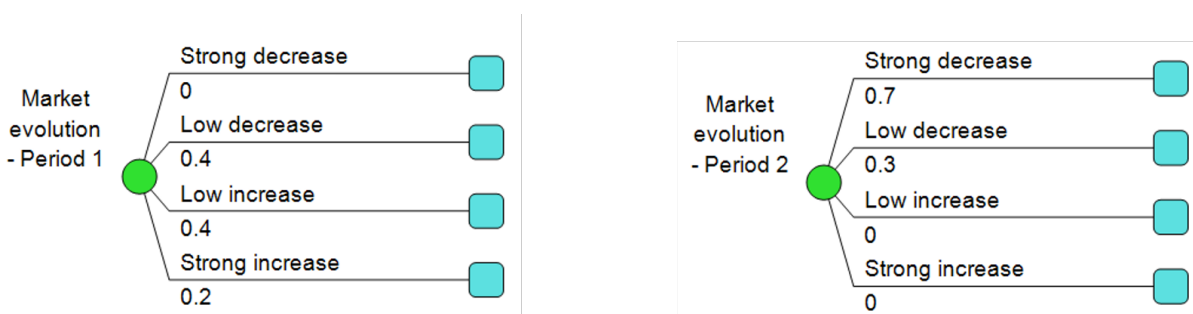 Market
evolution
- Period 1
Strong decrease
0
Low decrease
0.4
Low increase
0.4
Strong increase
0.2
Market
evolution
- Period 2
Strong decrease
0.7
Low decrease
0.3
Low increase
0
Strong increase
0